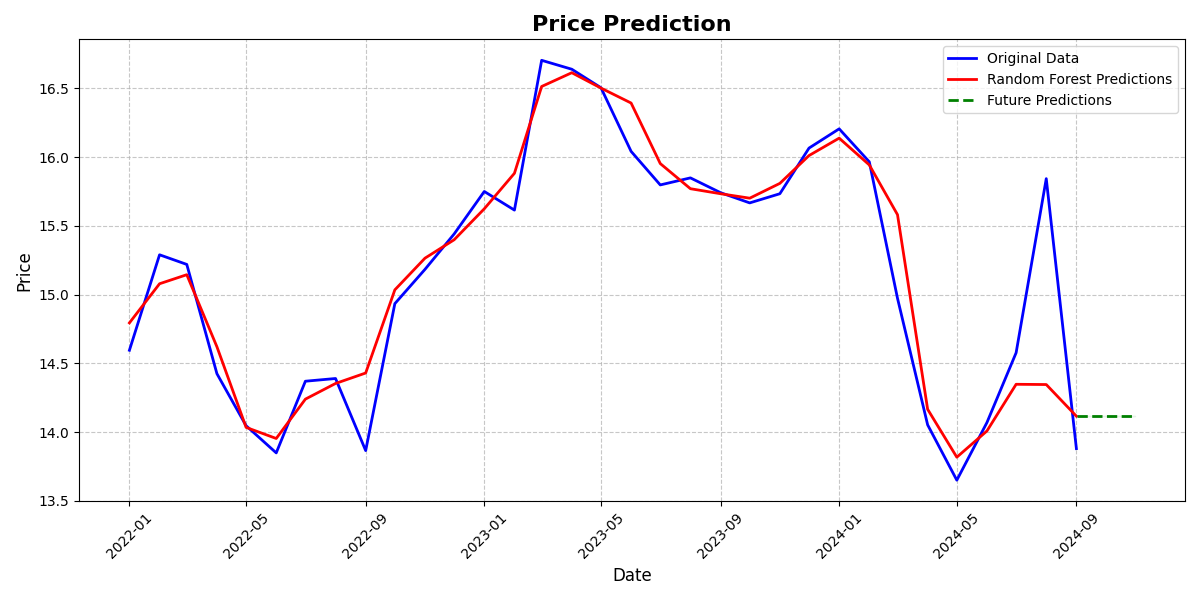 Price Prediction
Original Data
Random Forest Predictions
Future Predictions
Price
16.5
16.0
15.5
15.0
14.5
14.0
13.5
2022-01
2022-05
2022-09
2023-01
2023-05
2023-09
2024-01
2024-05
2024-09
Date